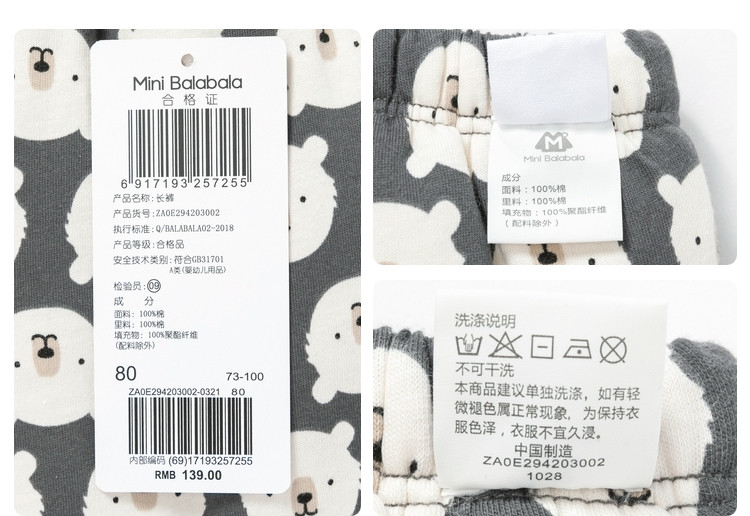 Mini Balabala
合格证
6 917193 257255
产品名称: 长裤
产品货号: ZA0E294203002
执行标准: Q/BALABALA02-2018
产品等级: 合格品
安全技术类别: 符合GB31701
A类(婴幼儿用品)
检验员: 09
成 分
面料: 100%棉
里料: 100%棉
填充物: 100%聚酯纤维
(配料除外)
80 73-100
ZA0E294203002-0321 80
内部编码 (69)17193257255
RMB 139.00
M
Mini Balabala
成分
面料: 100%棉
里料: 100%棉
填充物: 100%聚酯纤维
(配料除外)
洗涤说明
不可干洗
本商品建议单独洗涤, 如有轻
微褪色属正常现象, 为保持衣
服色泽, 衣服不宜久浸。
中国制造
ZA0E294203002
1028